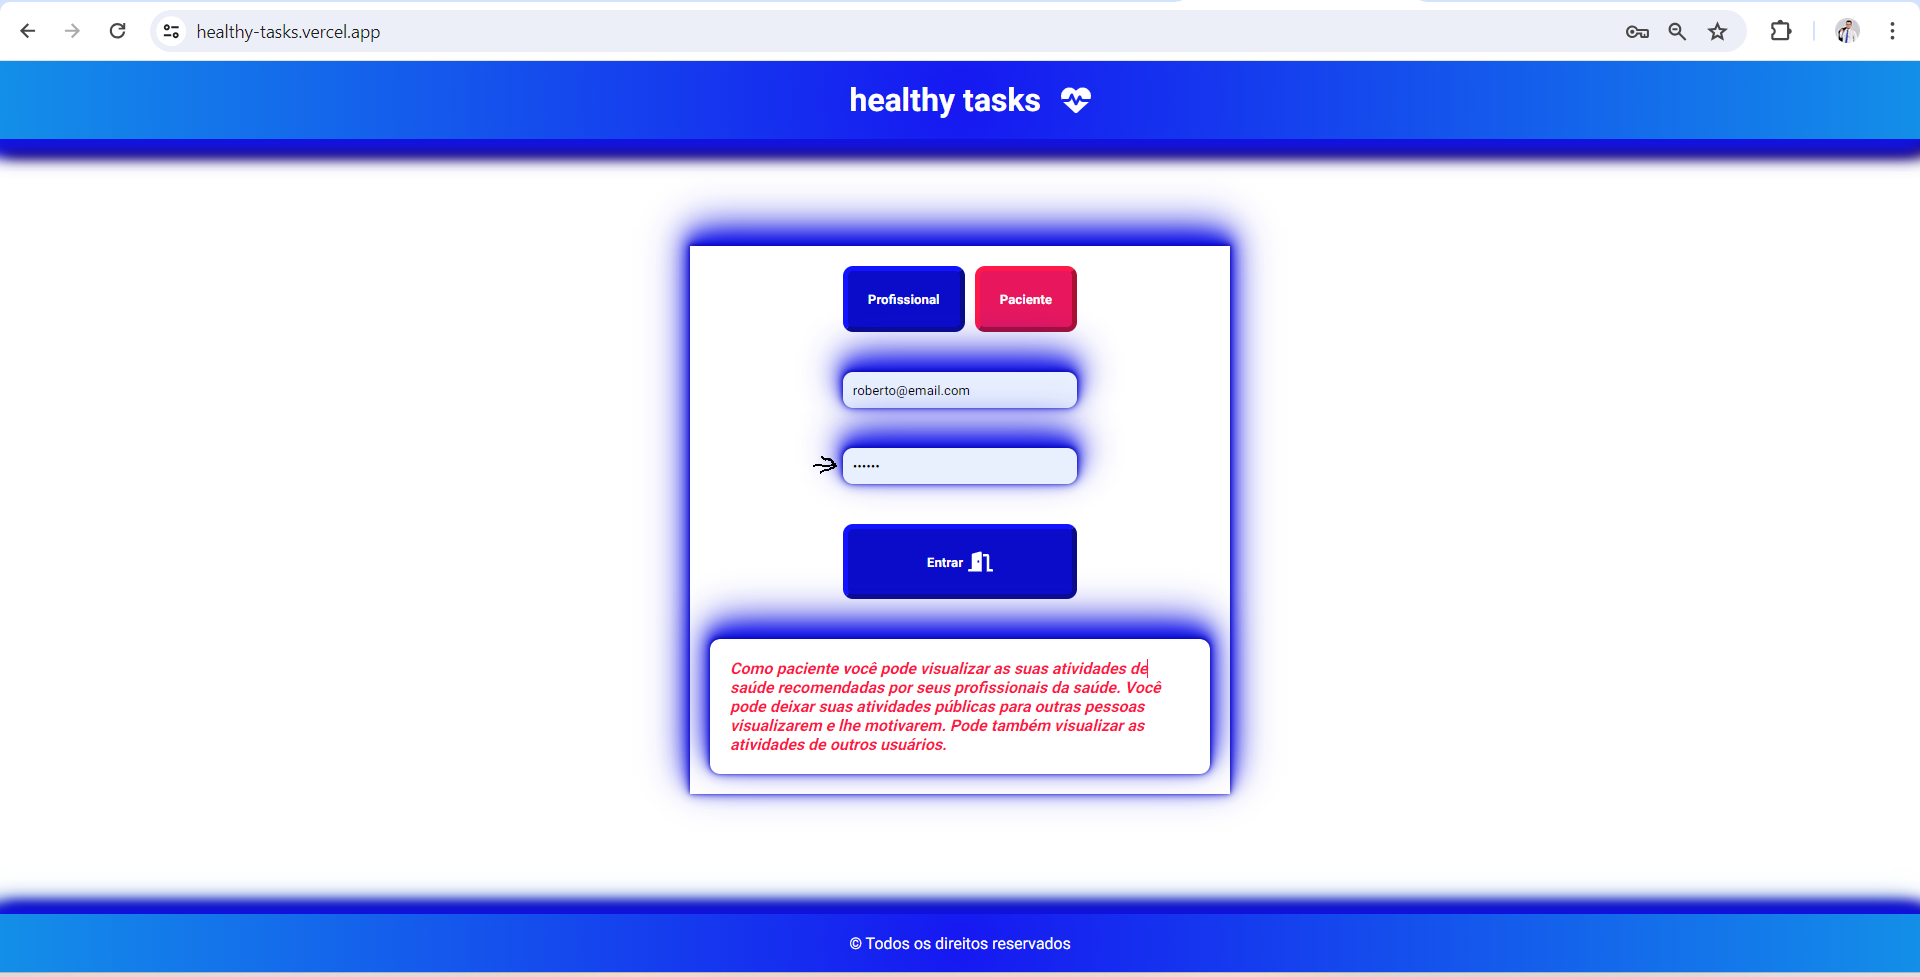 healthy-tasks.vercel.app
healthy tasks
Profissional Paciente
roberto@email.com
••••••
Entrar
Como paciente você pode visualizar as suas atividades de
saúde recomendadas por seus profissionais da saúde. Você
pode deixar suas atividades públicas para outras pessoas
visualizarem e lhe motivarem. Pode também visualizar as
atividades de outros usuários.
© Todos os direitos reservados